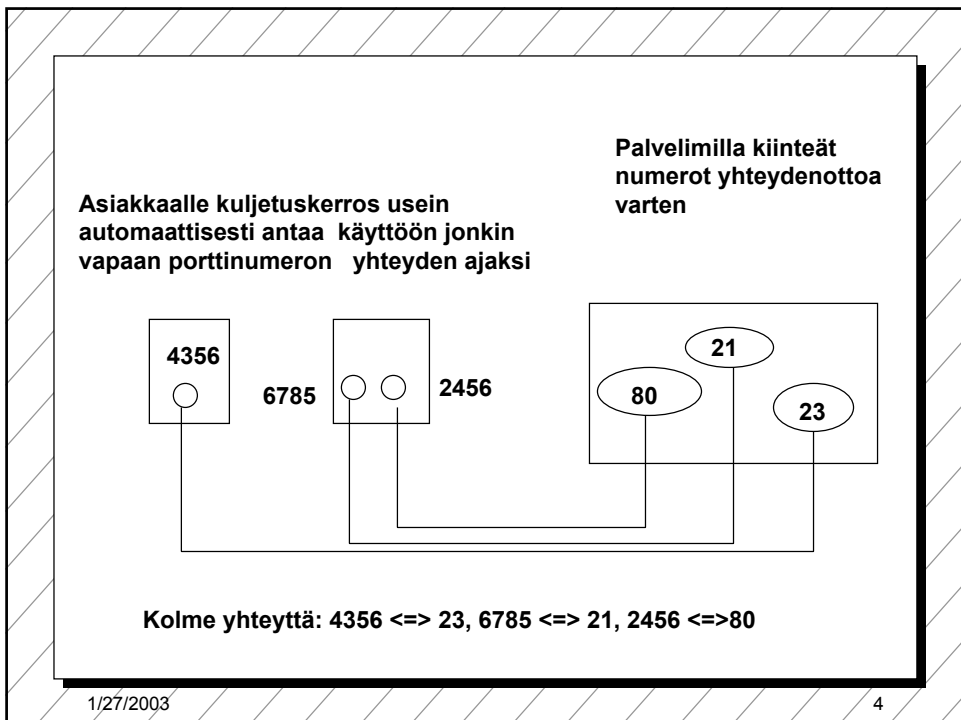 Palvelimilla kiinteät
numerot yhteydenottoa
varten
Asiakkaalle kuljetuskerros usein
automaattisesti antaa käyttöön jonkin
vapaan porttinumeron yhteyden ajaksi
4356
6785
2456
80
21
23
Kolme yhteyttä: 4356 <=> 23, 6785 <=> 21, 2456 <=>80
1/27/2003
4